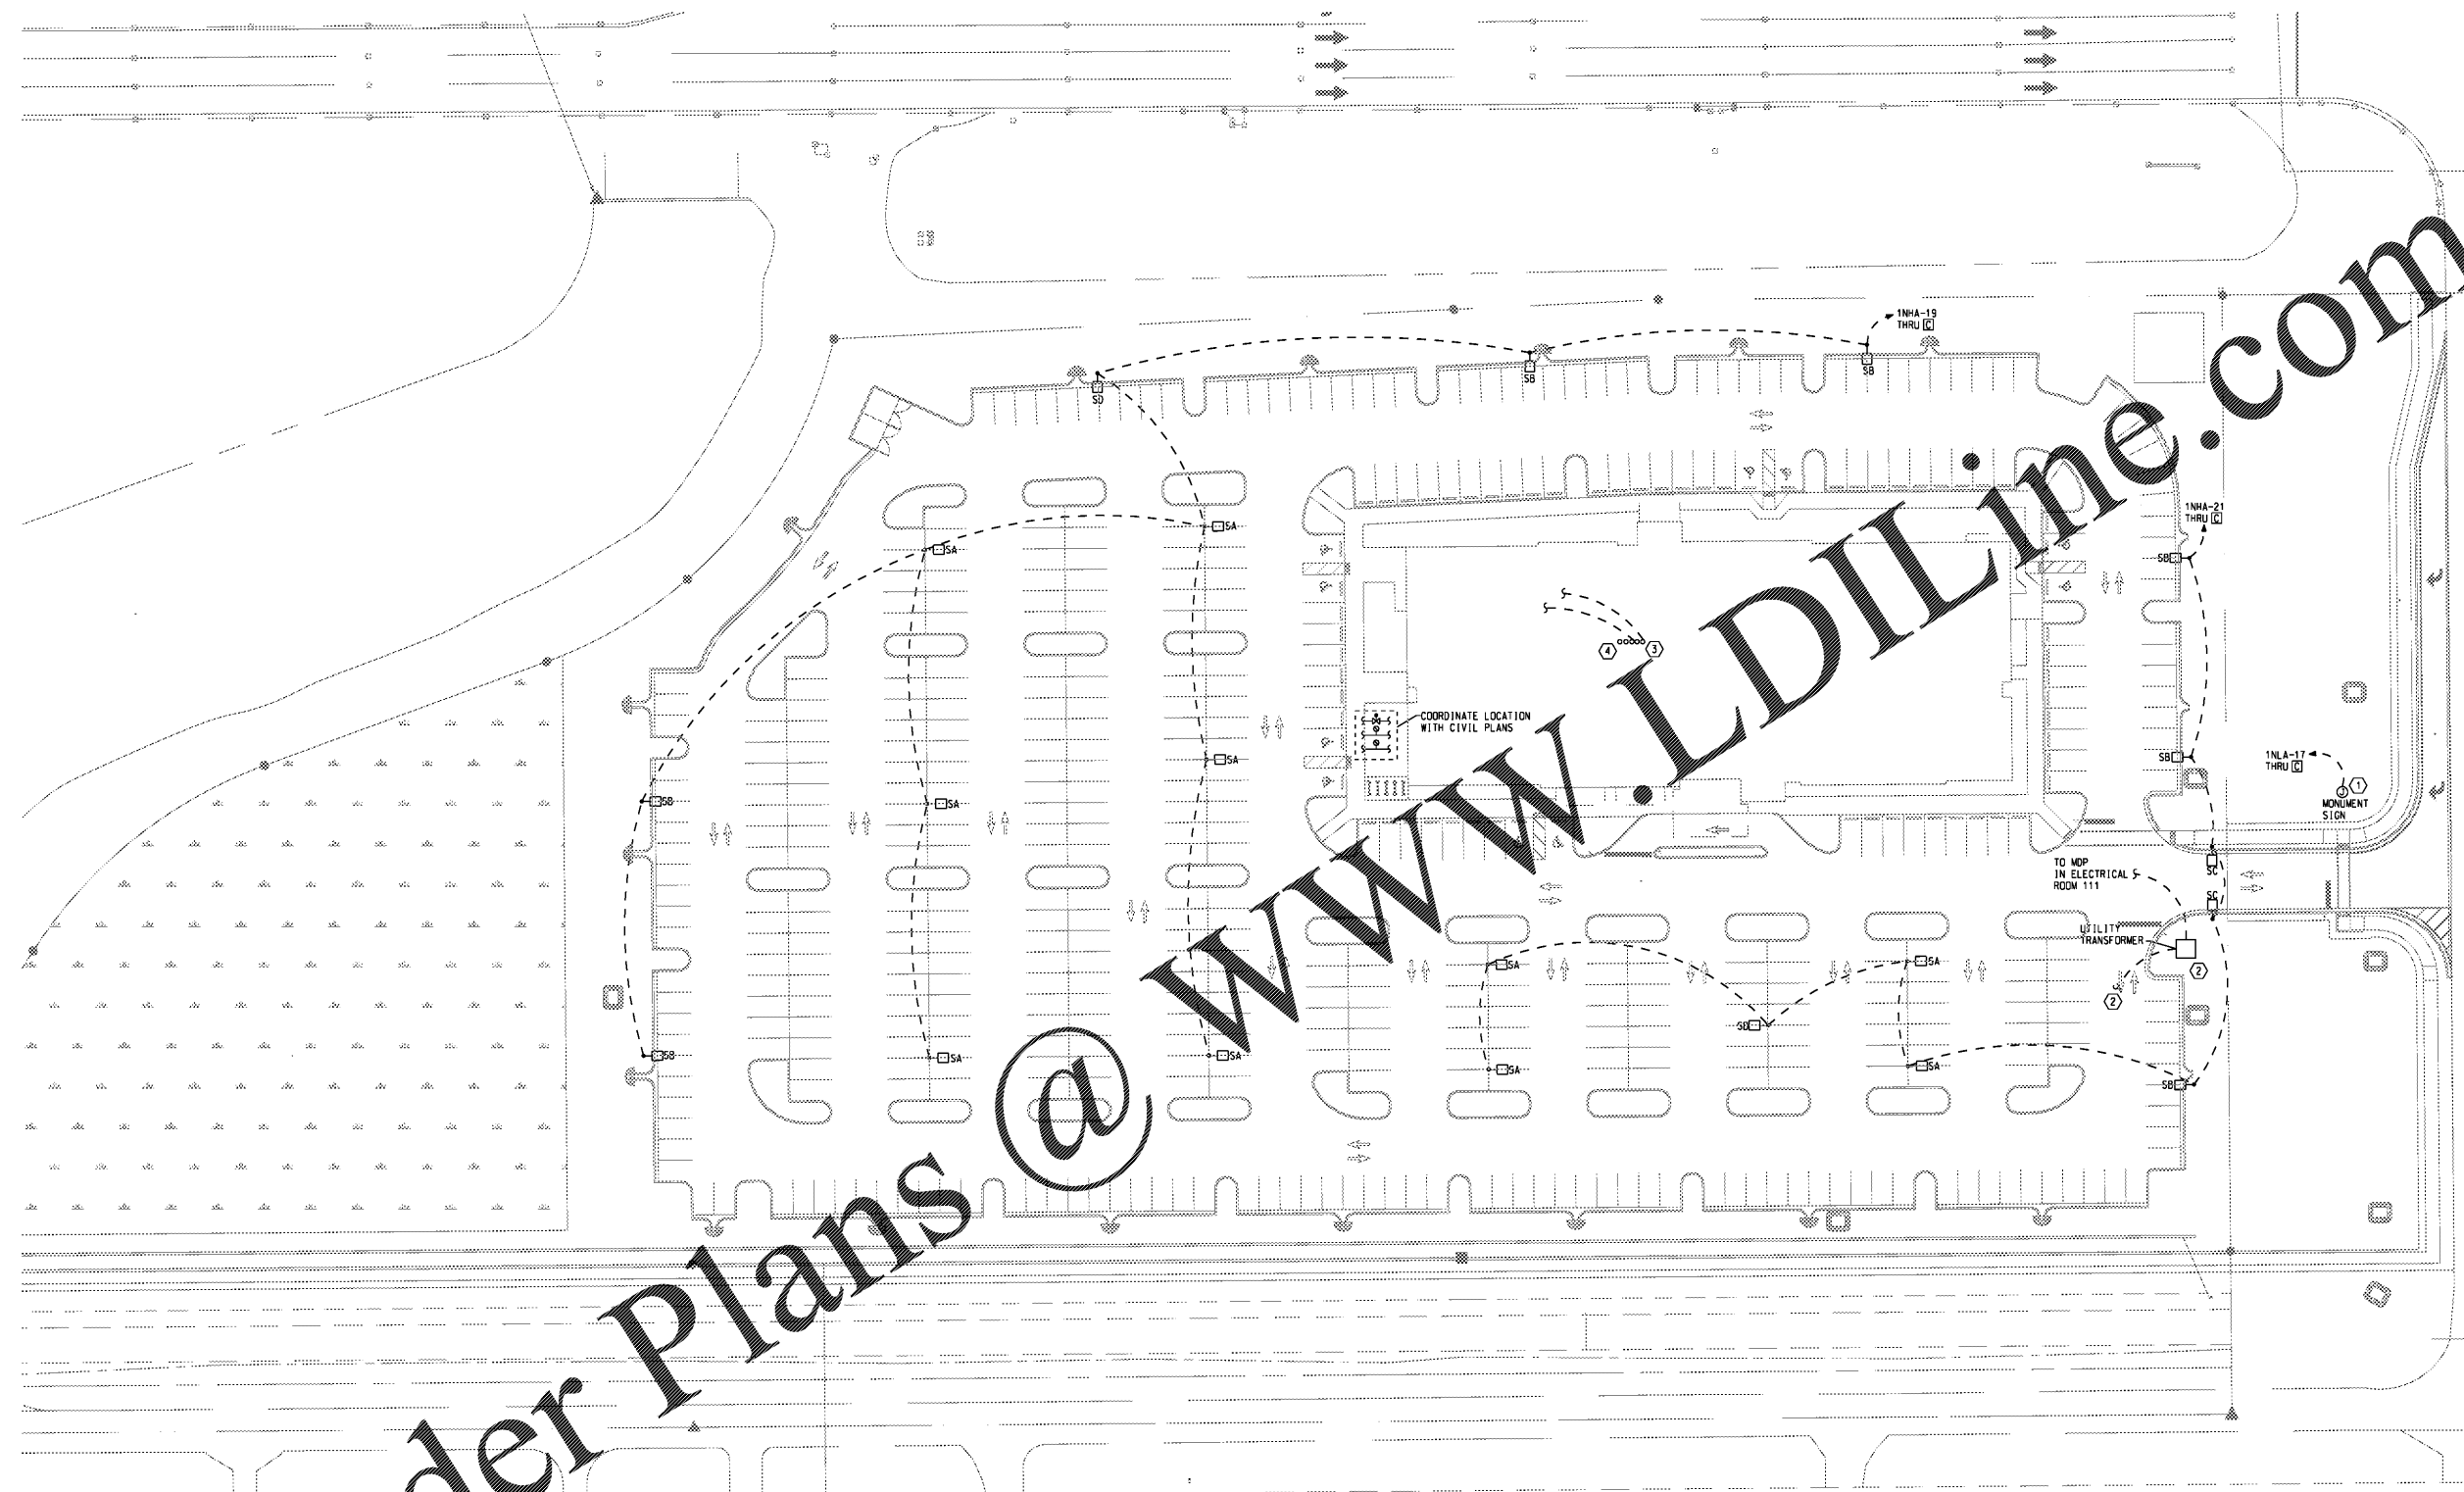 1NHA-19
THRU C
SD
SB
SB
1NHA-21
THRU C
SA
SA
SB
4
3
COORDINATE LOCATION
WITH CIVIL PLANS
SA
SB
1NLA-17
THRU C
J
1
MONUMENT
SIGN
SB
SA
TO MDP
IN ELECTRICAL
ROOM 111
SC
SC
UTILITY
TRANSFORMER
2
2
SA
SA
SD
SB
SA
SA
SA
SA
SB
der Plans @ WWW.LDILine.com